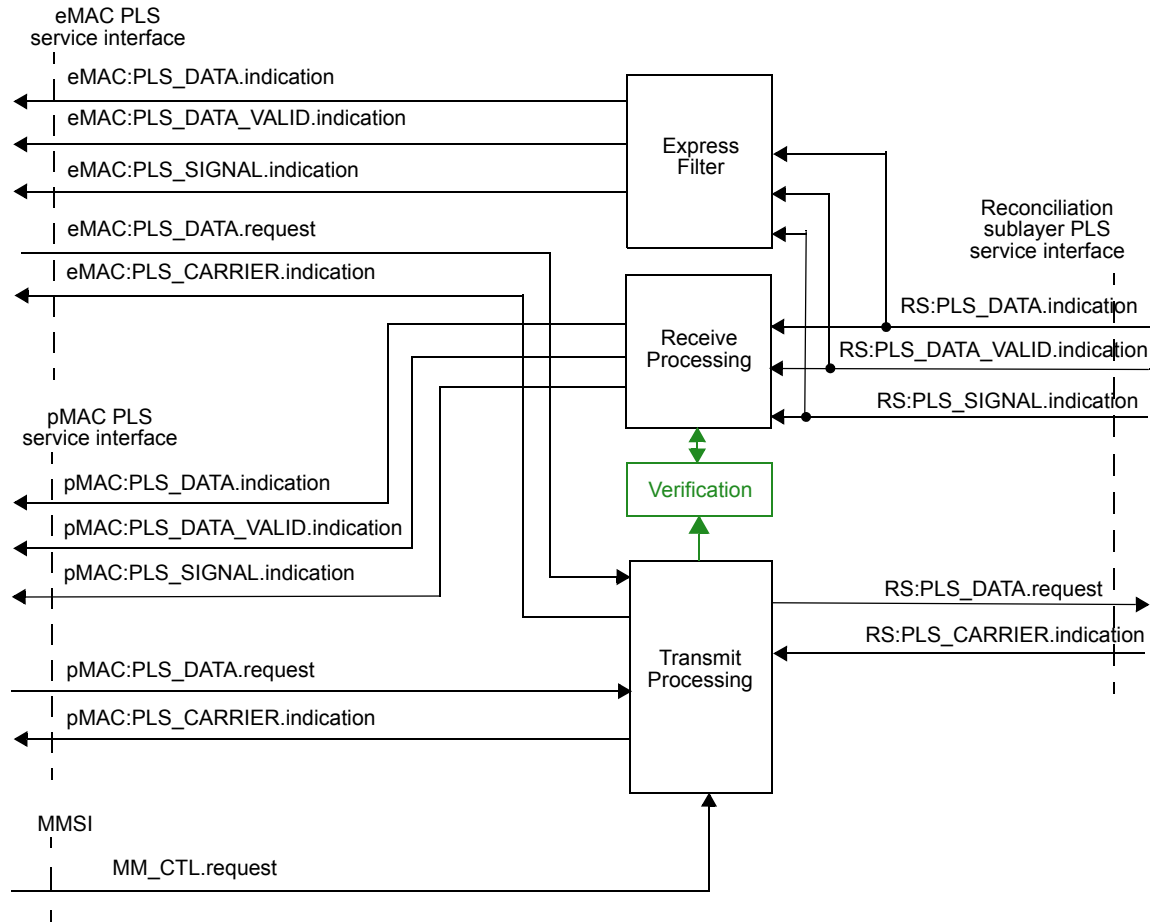 eMAC PLS
service interface
eMAC:PLS_DATA.indication
eMAC:PLS_DATA_VALID.indication
eMAC:PLS_SIGNAL.indication
eMAC:PLS_DATA.request
eMAC:PLS_CARRIER.indication
Express
Filter
Reconciliation
sublayer PLS
service interface
RS:PLS_DATA.indication
RS:PLS_DATA_VALID.indication
RS:PLS_SIGNAL.indication
Receive
Processing
pMAC PLS
service interface
pMAC:PLS_DATA.indication
pMAC:PLS_DATA_VALID.indication
pMAC:PLS_SIGNAL.indication
Verification
RS:PLS_DATA.request
RS:PLS_CARRIER.indication
Transmit
Processing
pMAC:PLS_DATA.request
pMAC:PLS_CARRIER.indication
MMSI
MM_CTL.request